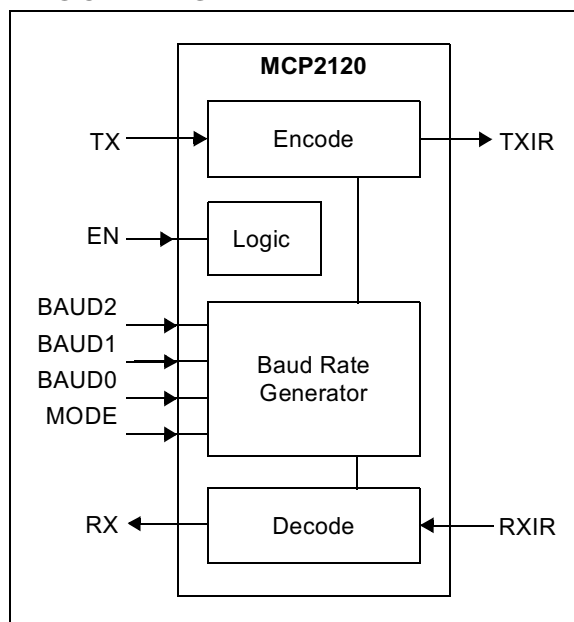 MCP2120
TX
Encode
TXIR
EN
Logic
BAUD2
BAUD1
BAUD0
MODE
Baud Rate
Generator
RX
Decode
RXIR